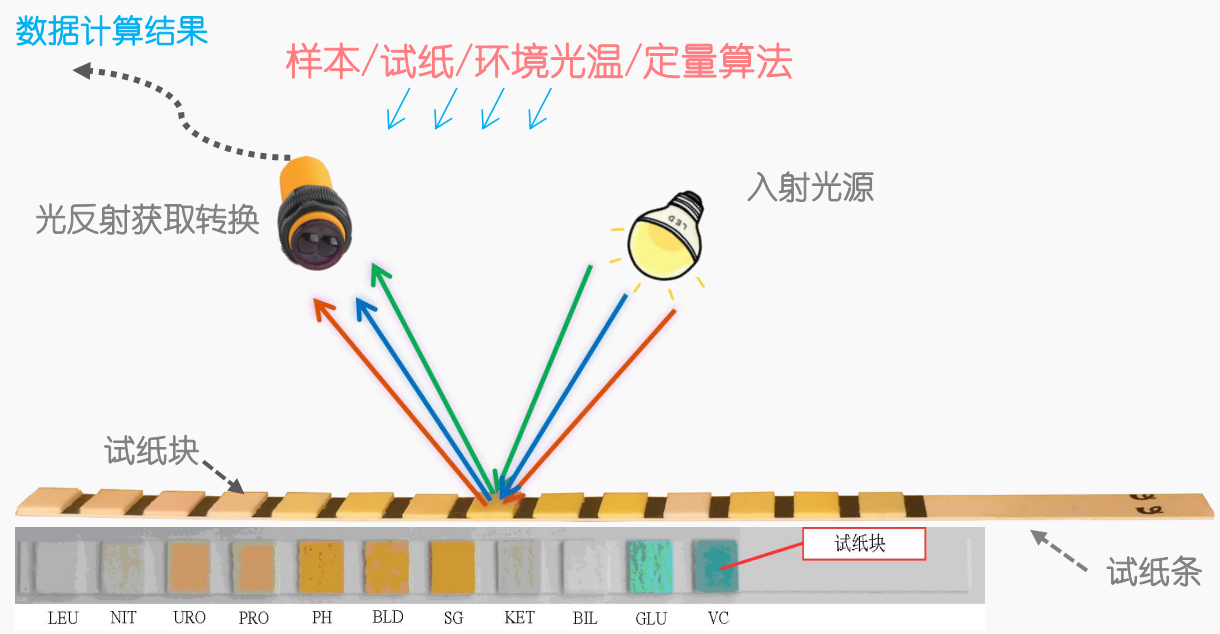 数据计算结果
样本/试纸/环境光温/定量算法
入射光源
LED
光反射获取转换
试纸块
试纸块
试纸条
LEU NIT URO PRO PH BLD SG KET BIL GLU VC